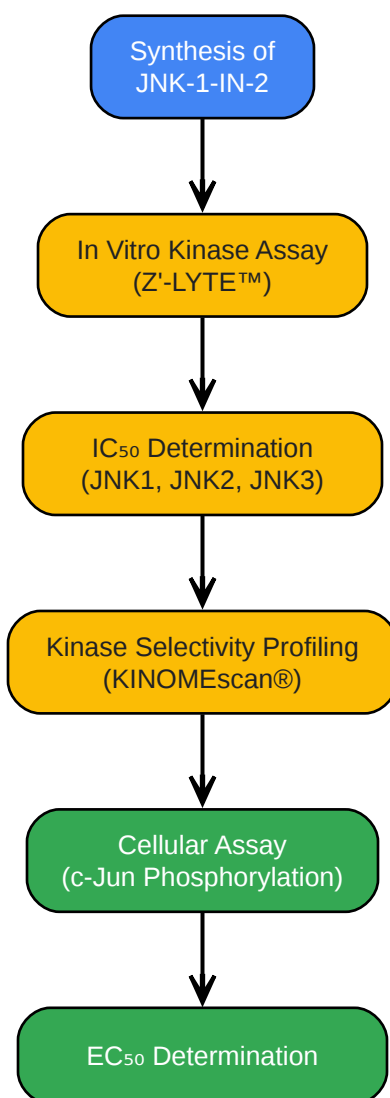 Synthesis of
JNK-1-IN-2
In Vitro Kinase Assay
(Z'-LYTE™)
IC₅₀ Determination
(JNK1, JNK2, JNK3)
Kinase Selectivity Profiling
(KINOMEscan®)
Cellular Assay
(c-Jun Phosphorylation)
EC₅₀ Determination